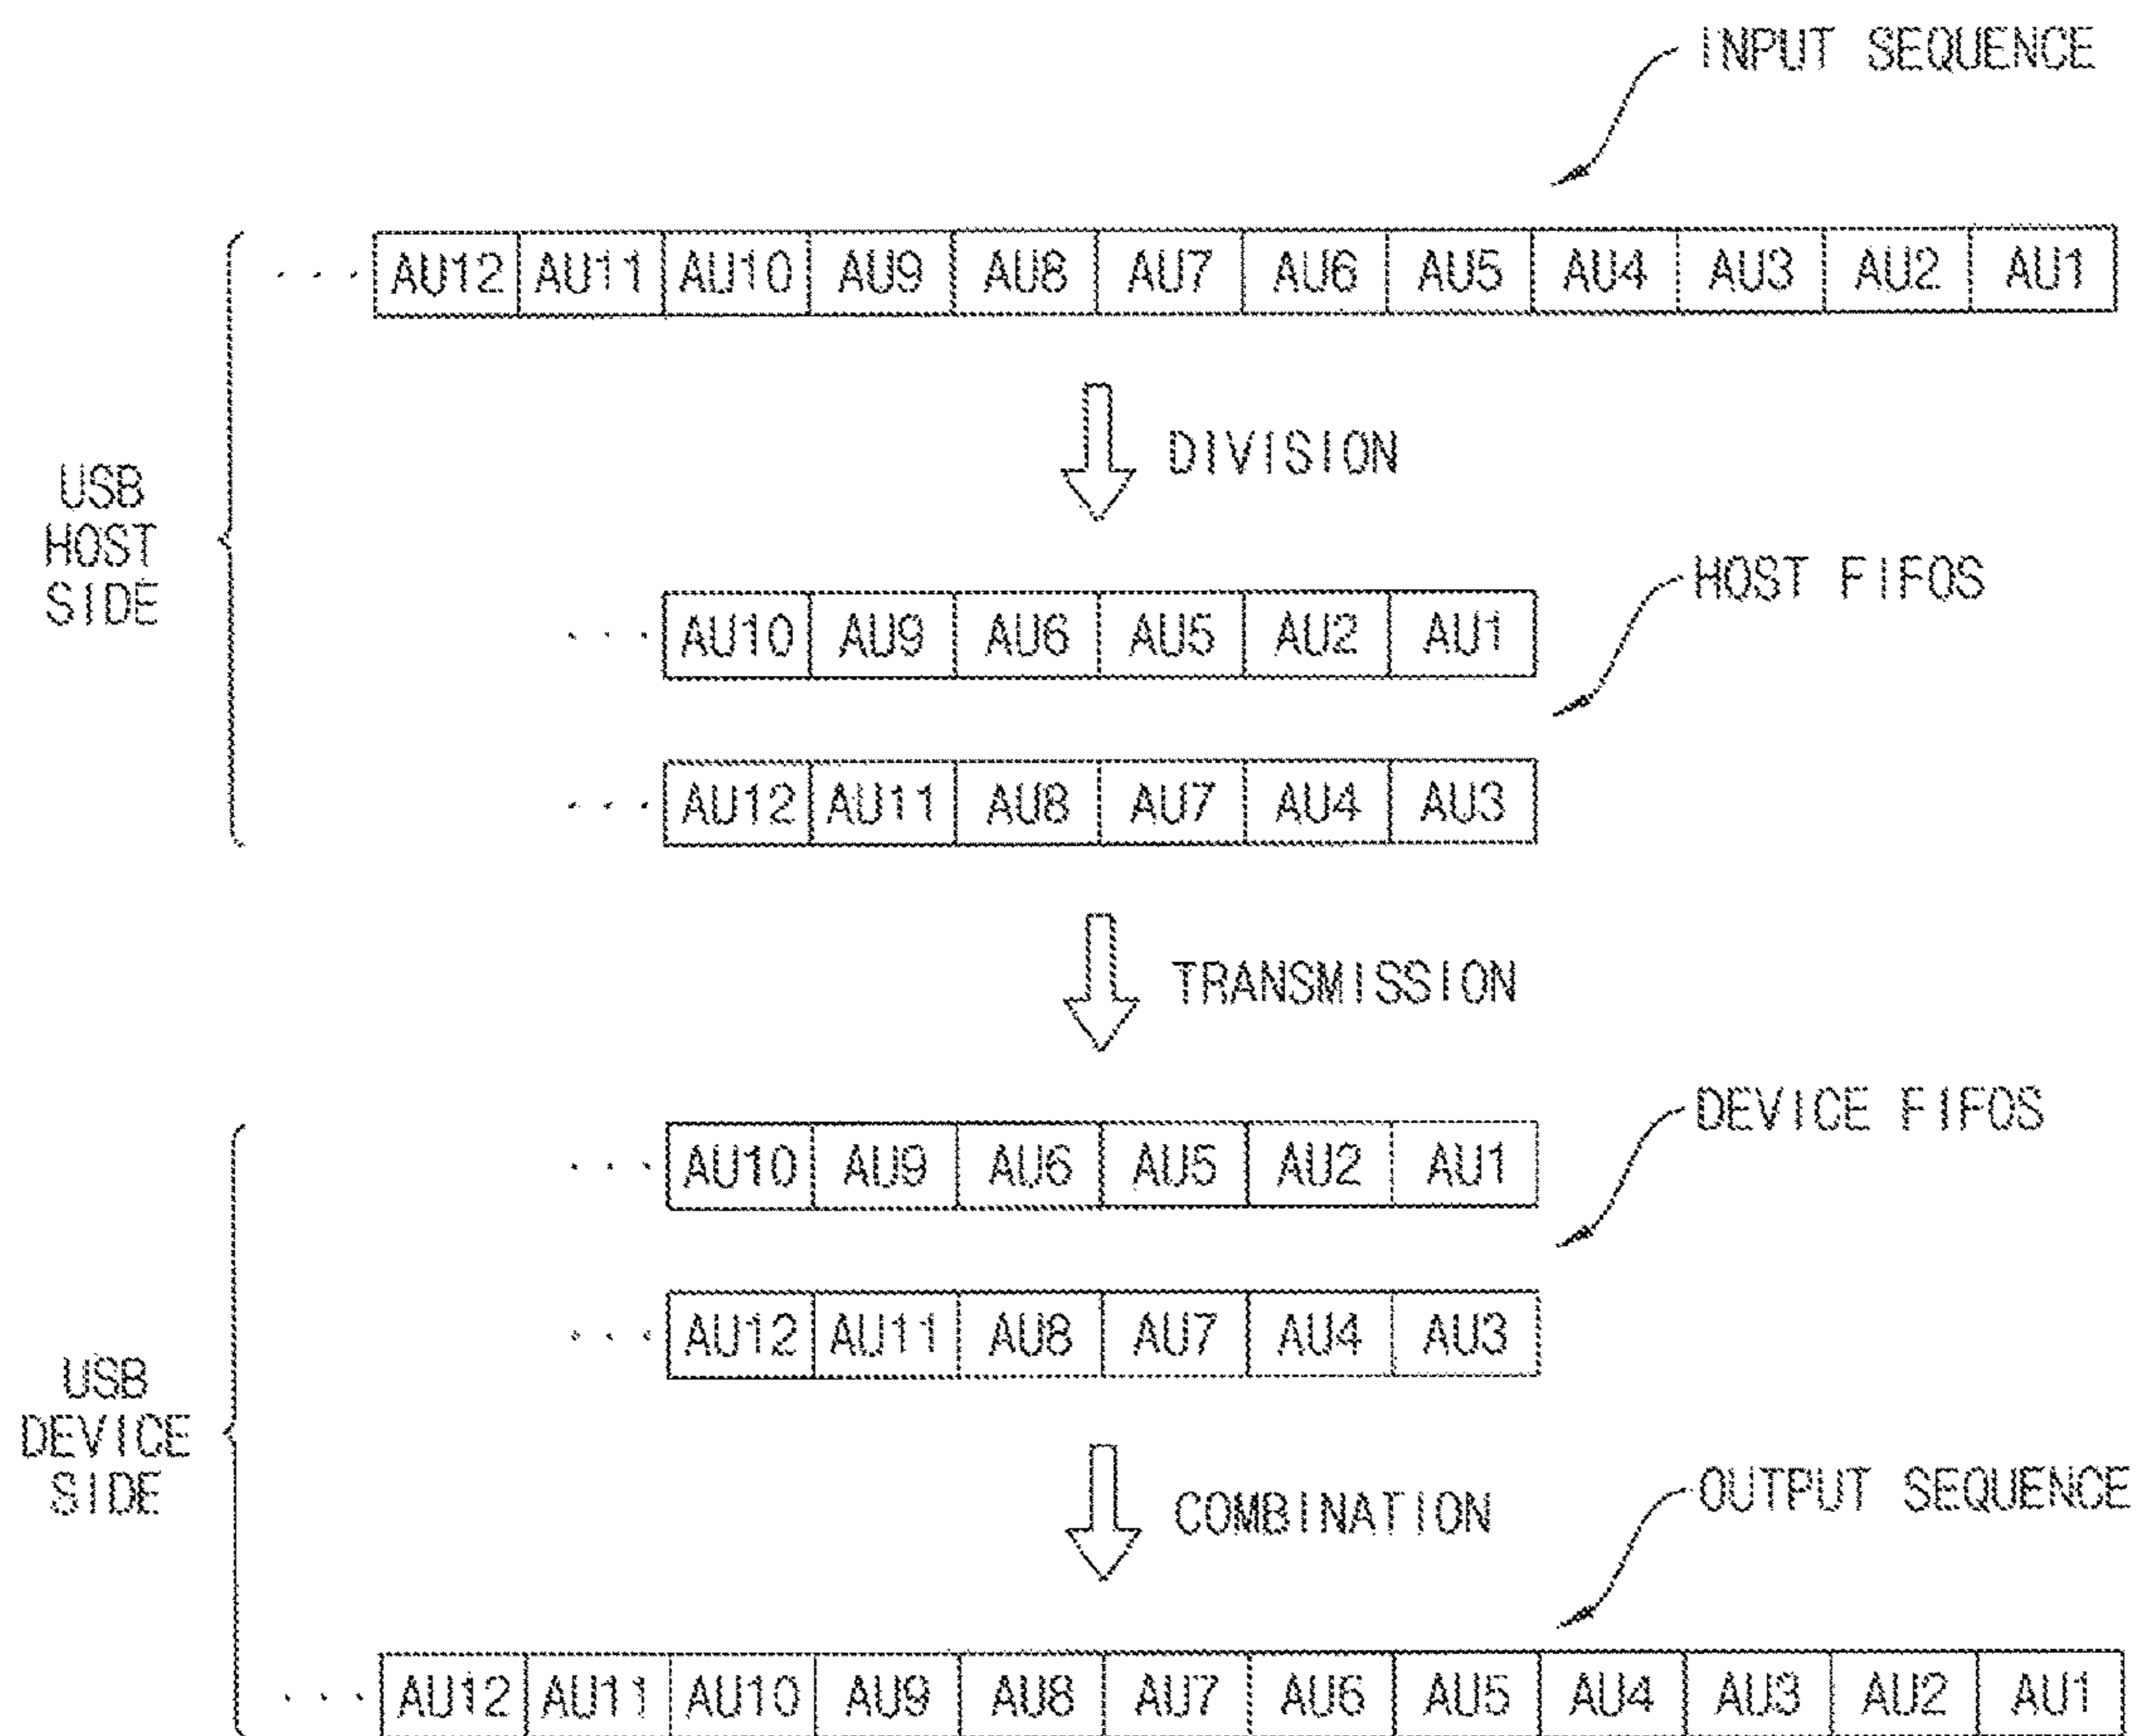 INPUT SEQUENCE
· · · AU12 AU11 AU10 AU9 AU8 AU7 AU6 AU5 AU4 AU3 AU2 AU1
DIVISION
USB
HOST
SIDE
HOST FIFOS
· · · AU10 AU9 AU6 AU5 AU2 AU1
· · · AU12 AU11 AU8 AU7 AU4 AU3
TRANSMISSION
DEVICE FIFOS
· · · AU10 AU9 AU6 AU5 AU2 AU1
· · · AU12 AU11 AU8 AU7 AU4 AU3
USB
DEVICE
SIDE
COMBINATION
OUTPUT SEQUENCE
· · · AU12 AU11 AU10 AU9 AU8 AU7 AU6 AU5 AU4 AU3 AU2 AU1